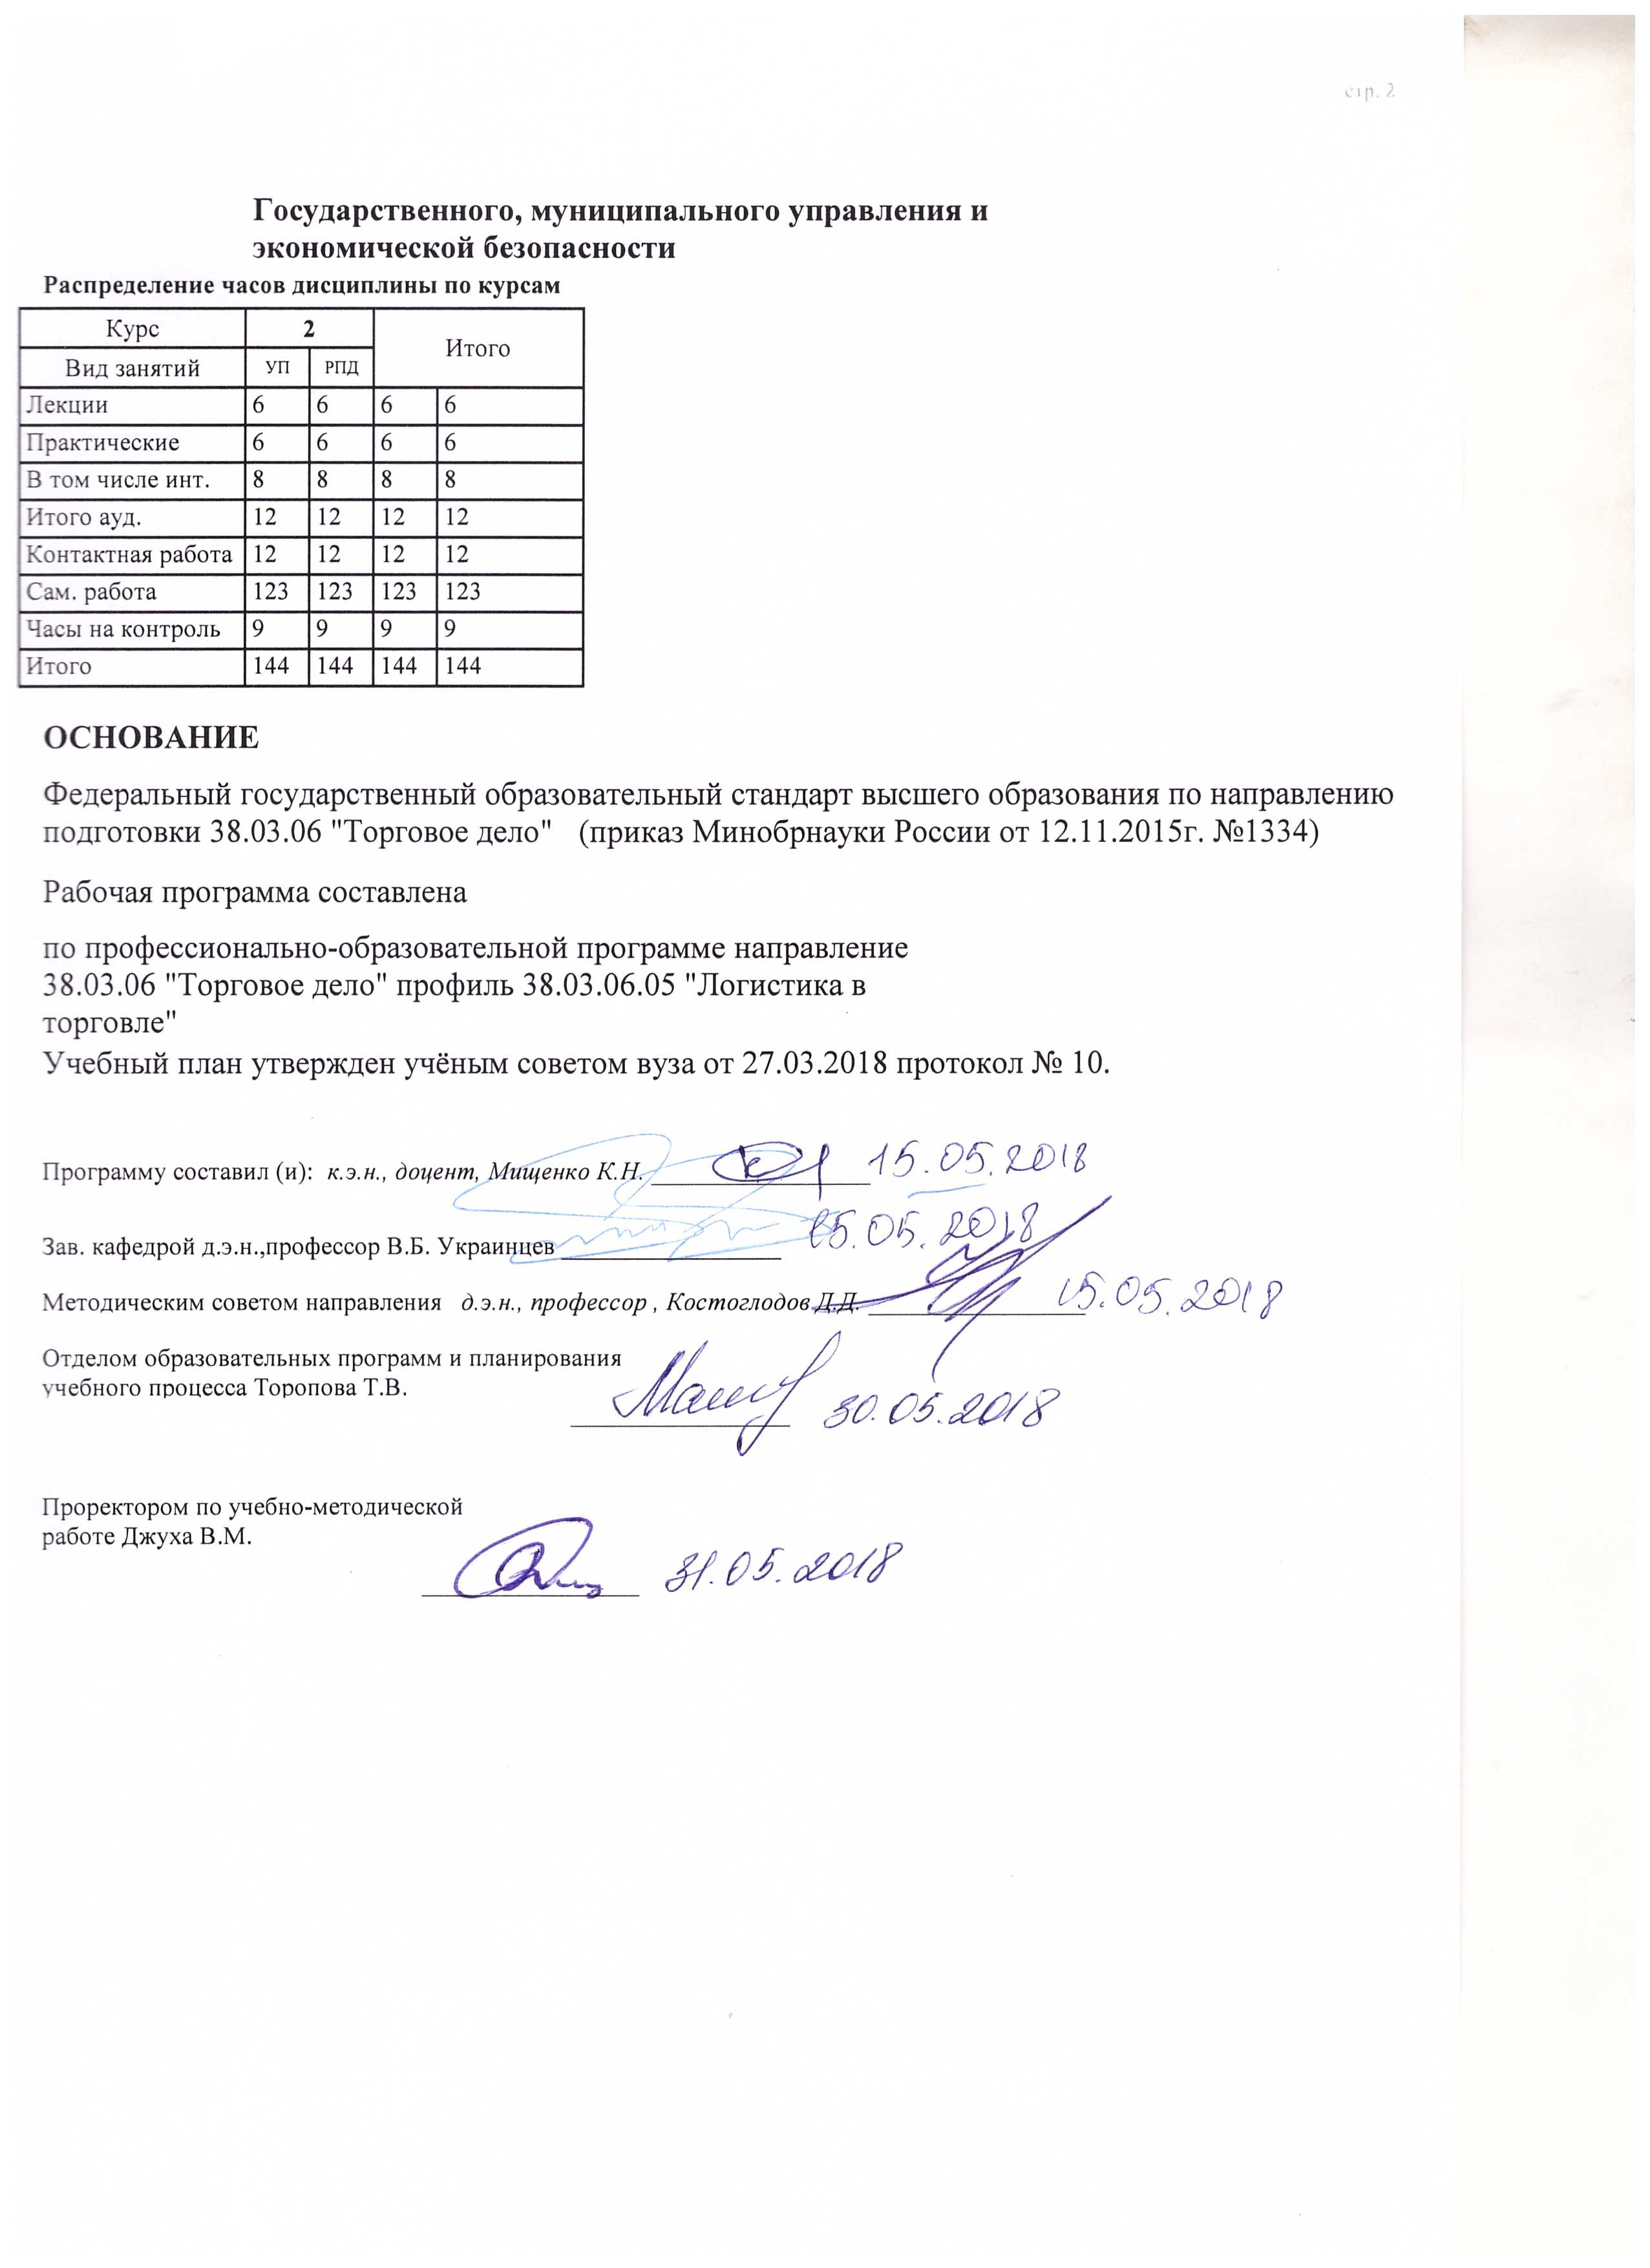 стр. 2
Государственного, муниципального управления и
экономической безопасности
Распределение часов дисциплины по курсам
Курс 2 Итого
Вид занятий УП РПД
Лекции 6 6 6 6
Практические 6 6 6 6
В том числе инт. 8 8 8 8
Итого ауд. 12 12 12 12
Контактная работа 12 12 12 12
Сам. работа 123 123 123 123
Часы на контроль 9 9 9 9
Итого 144 144 144 144
ОСНОВАНИЕ
Федеральный государственный образовательный стандарт высшего образования по направлению
подготовки 38.03.06 "Торговое дело" (приказ Минобрнауки России от 12.11.2015г. №1334)
Рабочая программа составлена
по профессионально-образовательной программе направление
38.03.06 "Торговое дело" профиль 38.03.06.05 "Логистика в
торговле"
Учебный план утвержден учёным советом вуза от 27.03.2018 протокол № 10.
Программу составил (и): к.э.н., доцент, Мищенко К.Н. 15.05.2018
Зав. кафедрой д.э.н.,профессор В.Б. Украинцев 15.05.2018
Методическим советом направления д.э.н., профессор , Костоглодов Д.Д. 15.05.2018
Отделом образовательных программ и планирования
учебного процесса Торопова Т.В.
30.05.2018
Проректором по учебно-методической
работе Джуха В.М.
31.05.2018